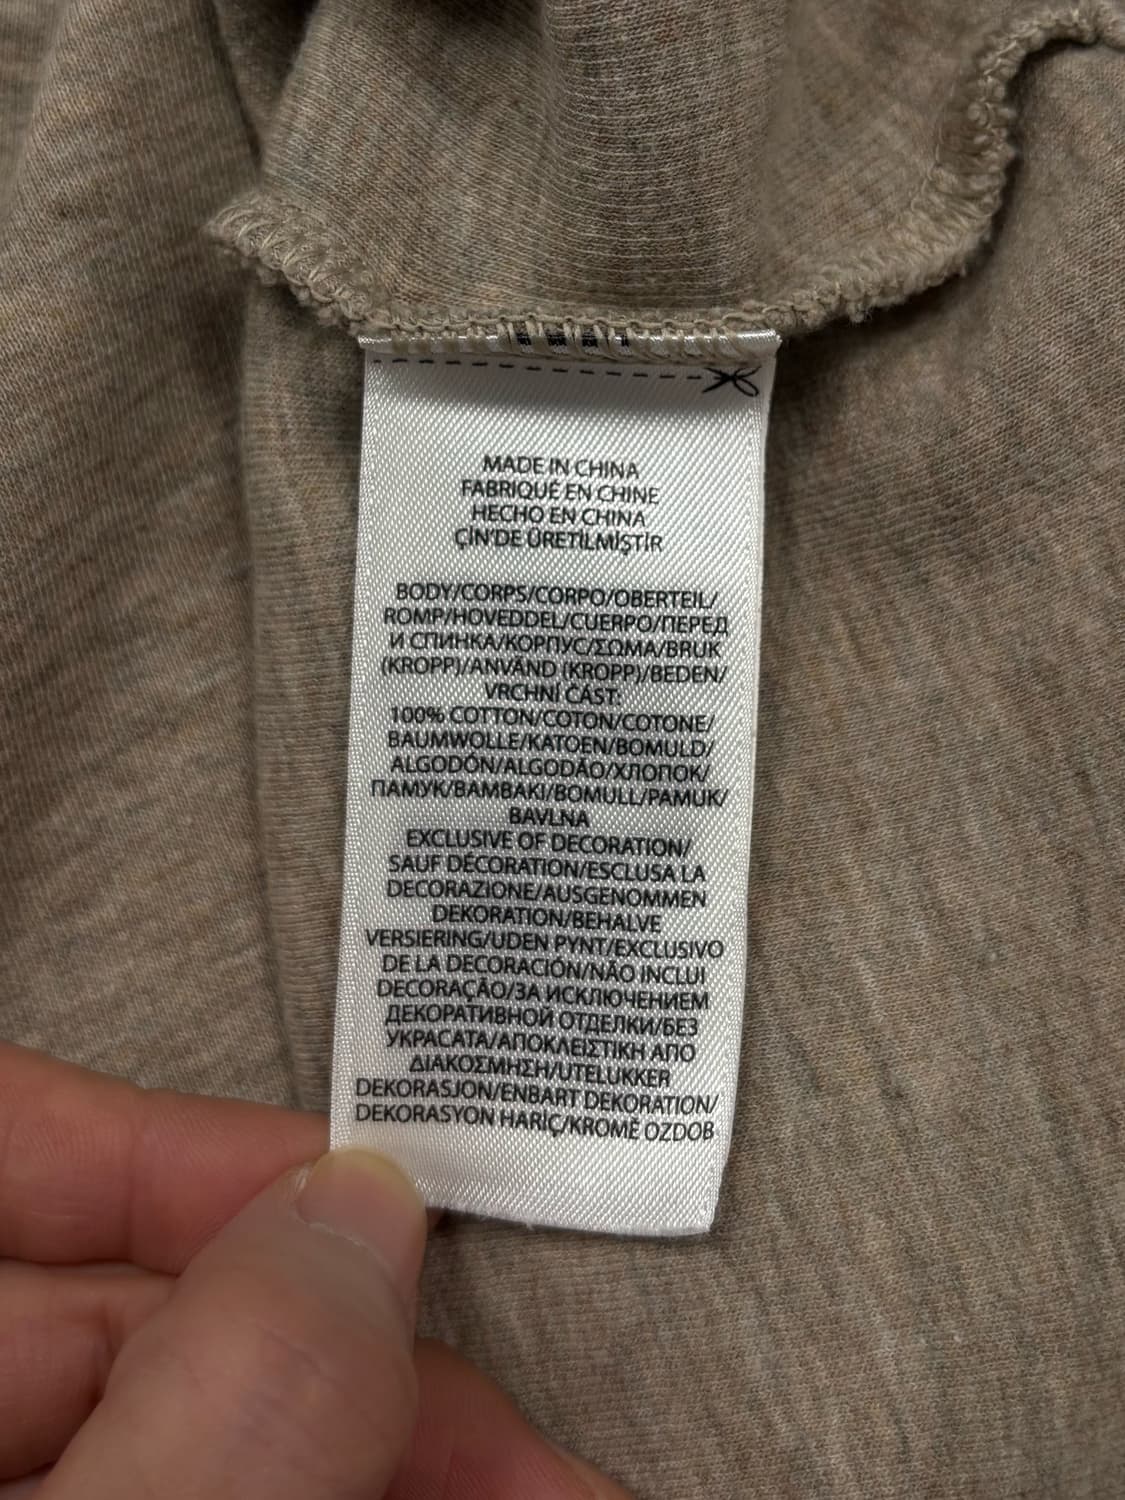 MADE IN CHINA
FABRIQUÉ EN CHINE
HECHO EN CHINA
ÇİN'DE ÜRETİLMİŞTİR
BODY/CORPS/CORPO/OBERTEIL/
ROMP/HOVEDDEL/CUERPO/ПЕРЕД
И СПИНКА/КОРПУС/ΣΩΜΑ/BRUK
(KROPP)/ANVÄND (KROPP)/BEDEN/
VRCHNÍ ČÁST:
100% COTTON/COTON/COTONE/
BAUMWOLLE/KATOEN/BOMULD/
ALGODÓN/ALGODÃO/ХЛОПОК/
ПАМУК/BAMBAKI/BOMULL/PAMUK/
BAVLNA
EXCLUSIVE OF DECORATION/
SAUF DÉCORATION/ESCLUSA LA
DECORAZIONE/AUSGENOMMEN
DEKORATION/BEHALVE
VERSIERING/UDEN PYNT/EXCLUSIVO
DE LA DECORACIÓN/NÃO INCLUI
DECORAÇÃO/ЗА ИСКЛЮЧЕНИЕМ
ДЕКОРАТИВНОЙ ОТДЕЛКИ/БЕЗ
УКРАСАТА/ΑΠΟΚΛΕΙΣΤΙΚΗ ΑΠΟ
ΔΙΑΚΟΣΜΗΣΗ/UTELUKKER
DEKORASJON/ENBART DEKORATION/
DEKORASYON HARİÇ/KROMĚ OZDOB